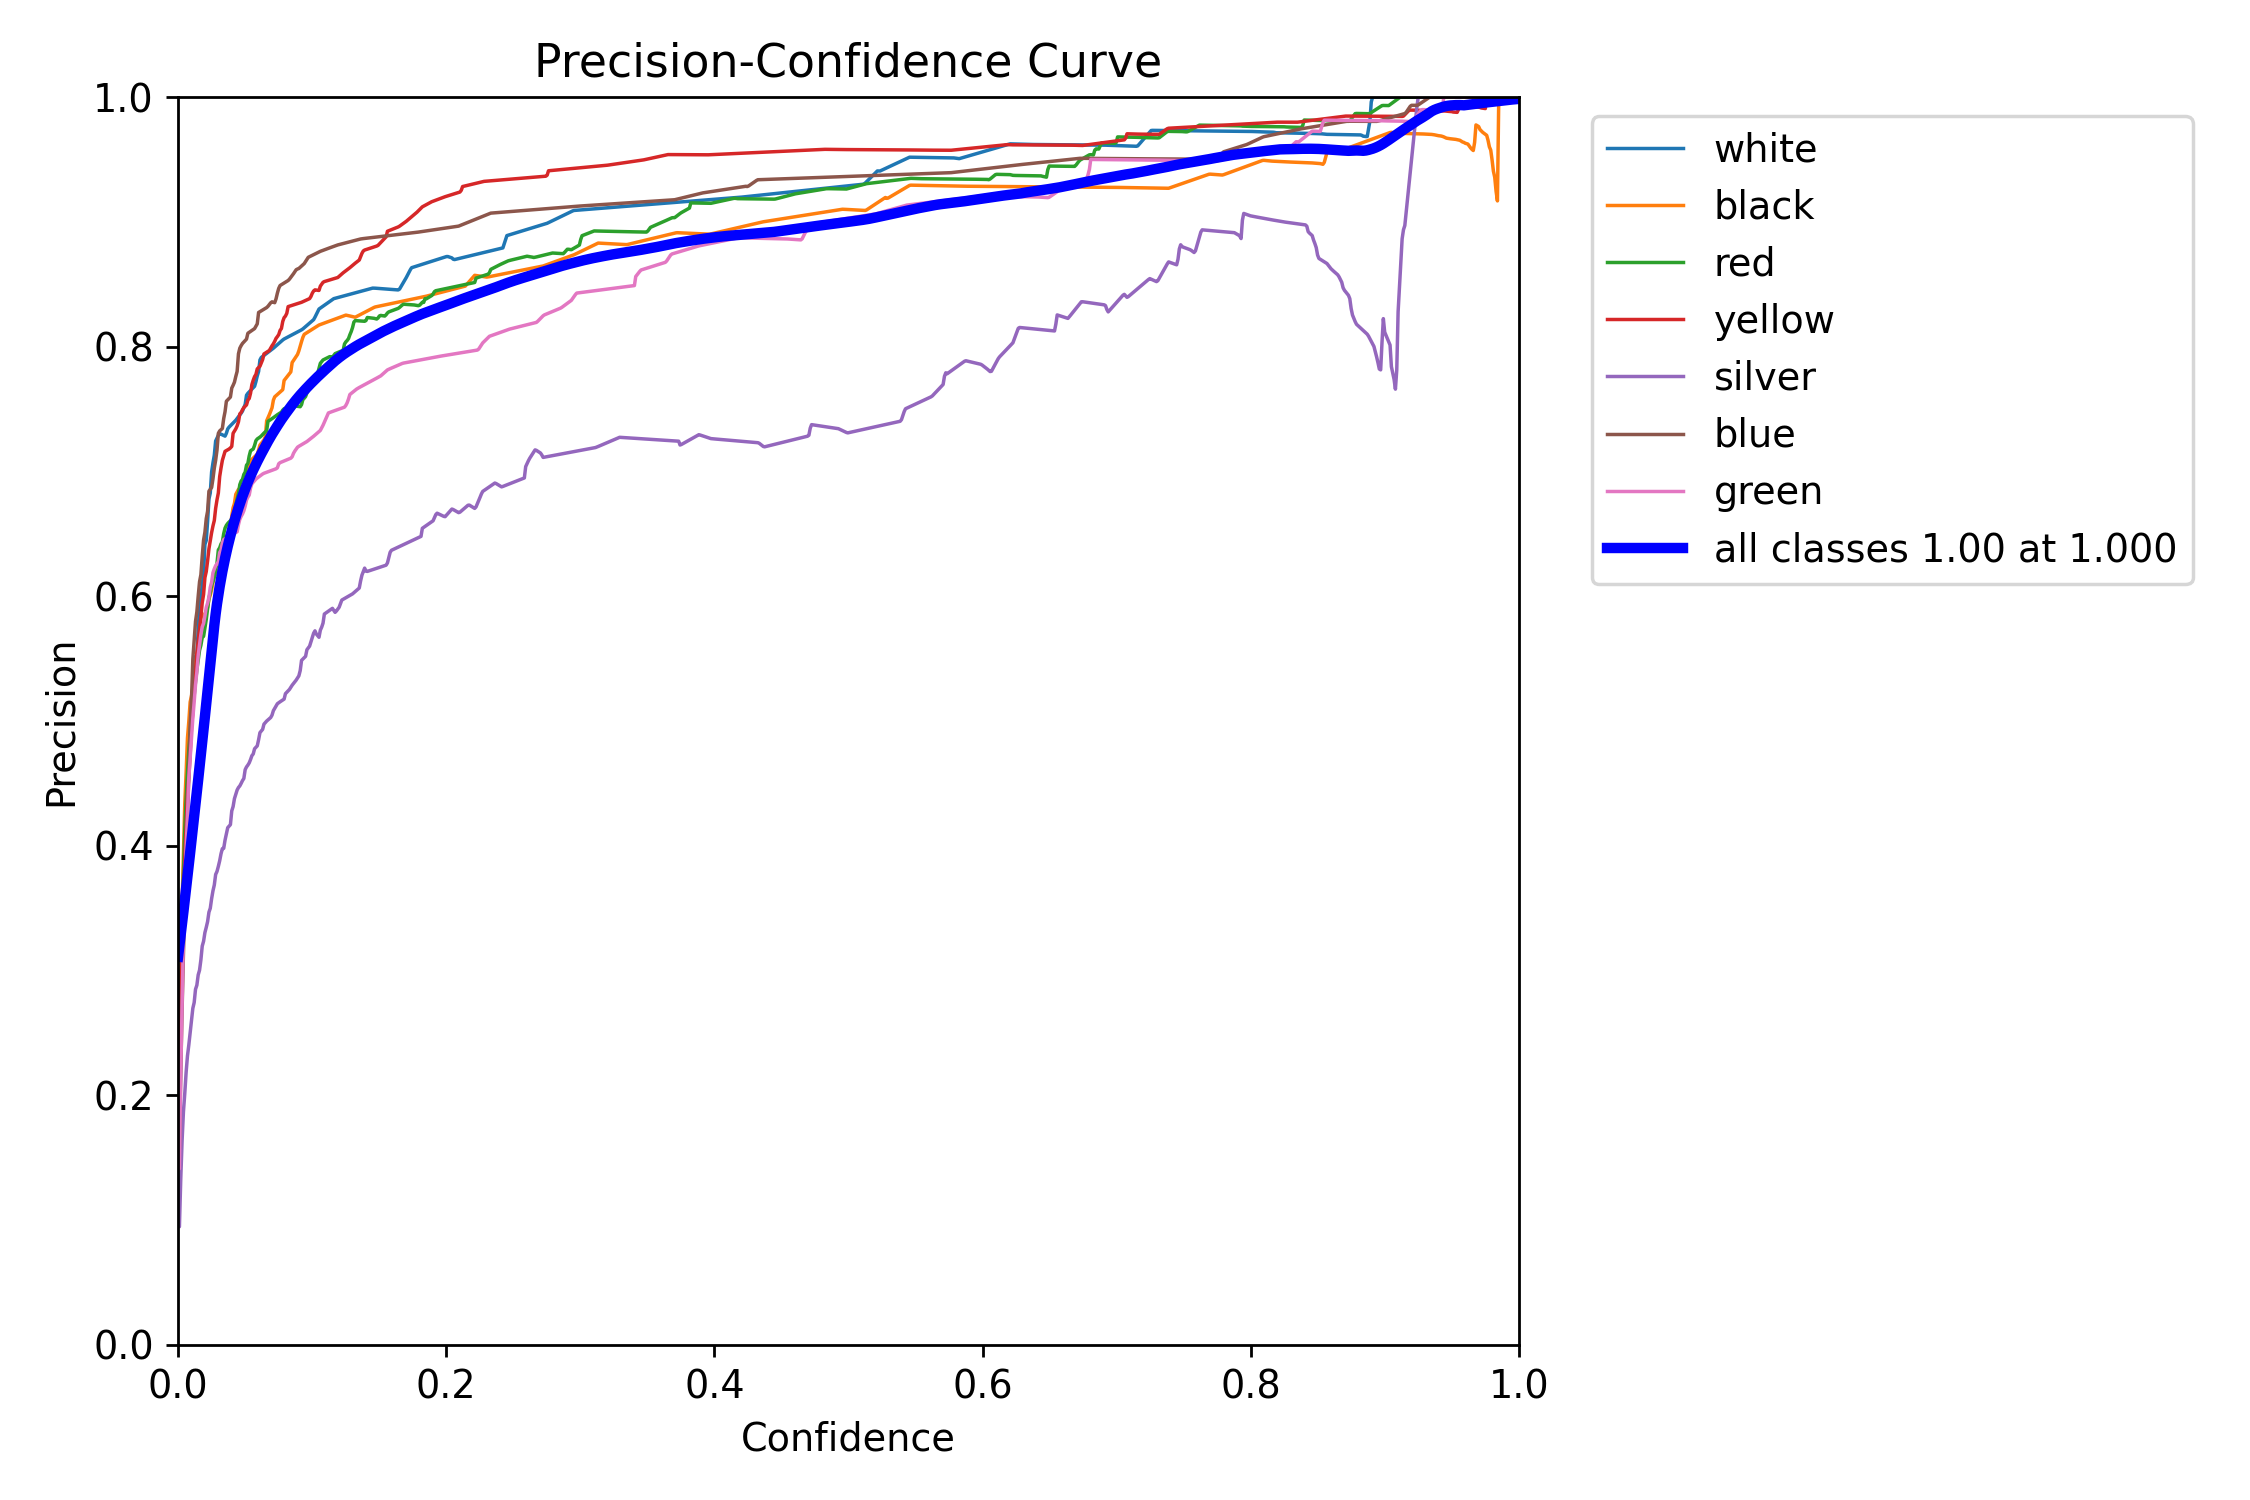 Precision-Confidence Curve
1.0
0.8
0.6
0.4
0.2
0.0
Precision
0.0 0.2 0.4 0.6 0.8 1.0
Confidence
white
black
red
yellow
silver
blue
green
all classes 1.00 at 1.000